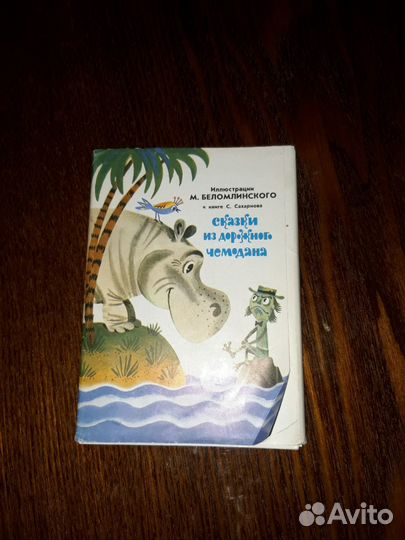 Иллюстрации
М. БЕЛОМЛИНСКОГО
к книге С. Сахарнова
сказки
из дорожного
чемодана
Avito